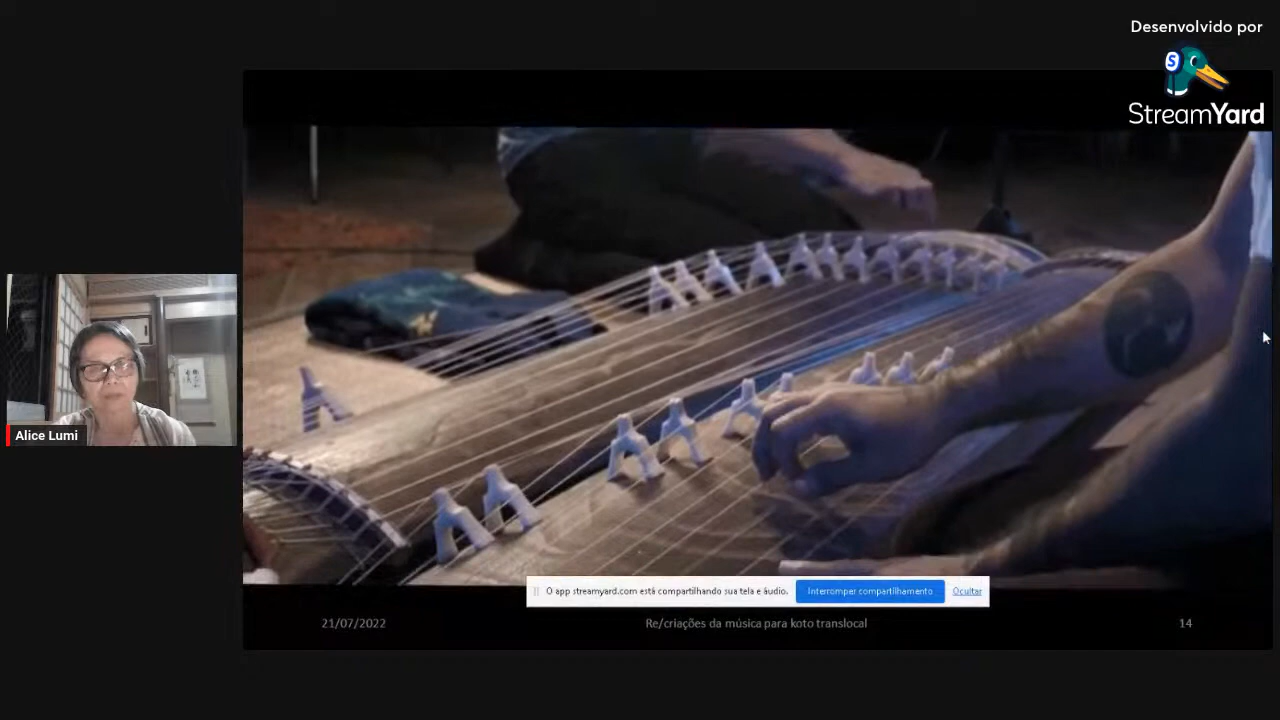 Desenvolvido por
StreamYard
Alice Lumi
O app streamyard.com está compartilhando sua tela e áudio.
Interromper compartilhamento
Ocultar
21/07/2022
Re/criações da música para koto translocal
14